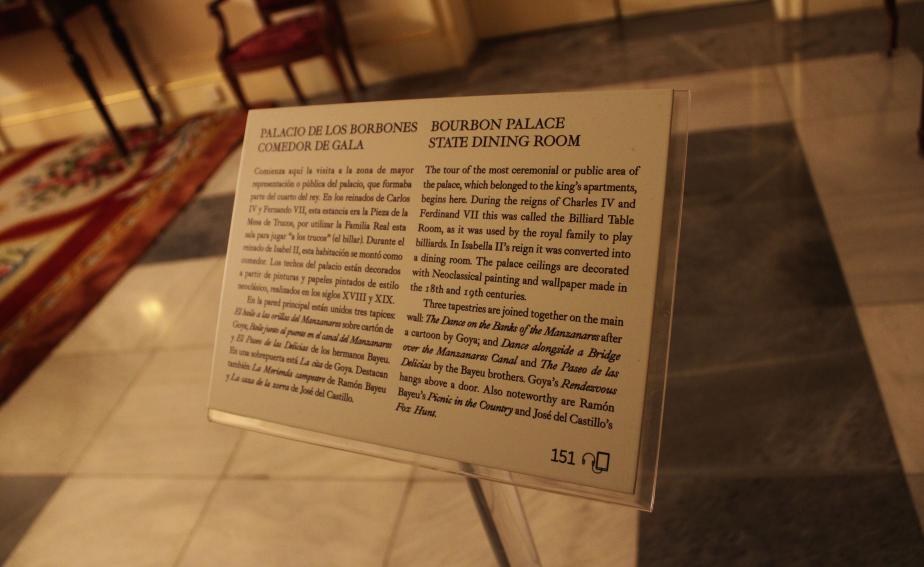 PALACIO DE LOS BORBONES
COMEDOR DE GALA
Comienza aquí la visita a la zona de mayor
representación o pública del palacio, que formaba
parte del cuarto del rey. En los reinados de Carlos
IV y Fernando VII, esta estancia era la Pieza de la
Mesa de Trucos, por utilizar la Familia Real esta
sala para jugar "a los trucos" (el billar). Durante el
reinado de Isabel II, esta habitación se montó como
comedor. Los techos del palacio están decorados
a partir de pinturas y papeles pintados de estilo
neoclásico, realizados en los siglos XVIII y XIX.
En la pared principal están unidos tres tapices:
El baile a las orillas del Manzanares sobre cartón de
Goya; Baile junto al puente en el canal del Manzanares
y El Paseo de las Delicias de los hermanos Bayeu.
En una sobrepuerta está La cita de Goya. Destacan
también La Merienda campestre de Ramón Bayeu
y La caza de la zorra de José del Castillo.
BOURBON PALACE
STATE DINING ROOM
The tour of the most ceremonial or public area of
the palace, which belonged to the king's apartments,
begins here. During the reigns of Charles IV and
Ferdinand VII this was called the Billiard Table
Room, as it was used by the royal family to play
billiards. In Isabella II's reign it was converted into
a dining room. The palace ceilings are decorated
with Neoclassical painting and wallpaper made in
the 18th and 19th centuries.
Three tapestries are joined together on the main
wall: The Dance on the Banks of the Manzanares after
a cartoon by Goya; and Dance alongside a Bridge
over the Manzanares Canal and The Paseo de las
Delicias by the Bayeu brothers. Goya's Rendezvous
hangs above a door. Also noteworthy are Ramón
Bayeu's Picnic in the Country and José del Castillo's
Fox Hunt.
151